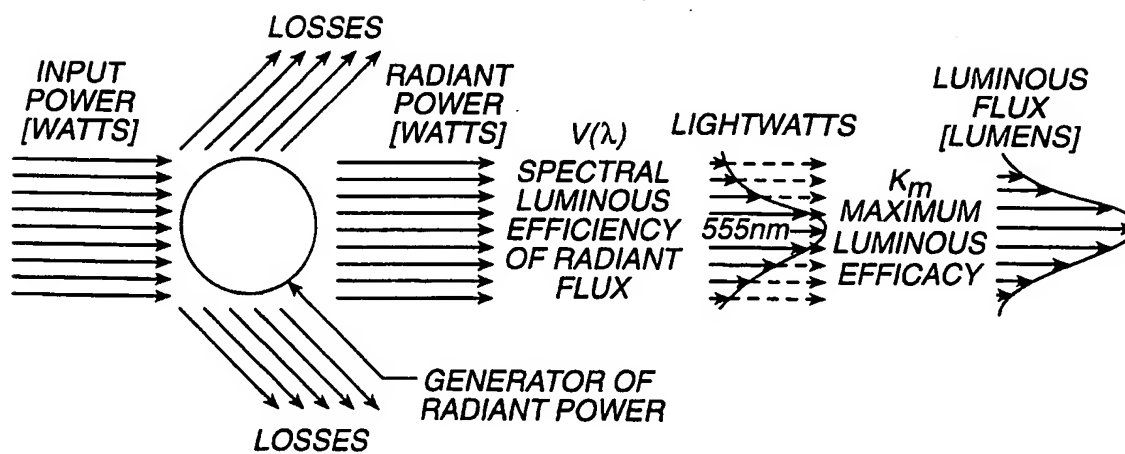 LOSSES
INPUT
POWER
[WATTS]
RADIANT
POWER
[WATTS]
V(λ)
SPECTRAL
LUMINOUS
EFFICIENCY
OF RADIANT
FLUX
LIGHTWATTS
555nm
Km
MAXIMUM
LUMINOUS
EFFICACY
LUMINOUS
FLUX
[LUMENS]
GENERATOR OF
RADIANT POWER
LOSSES